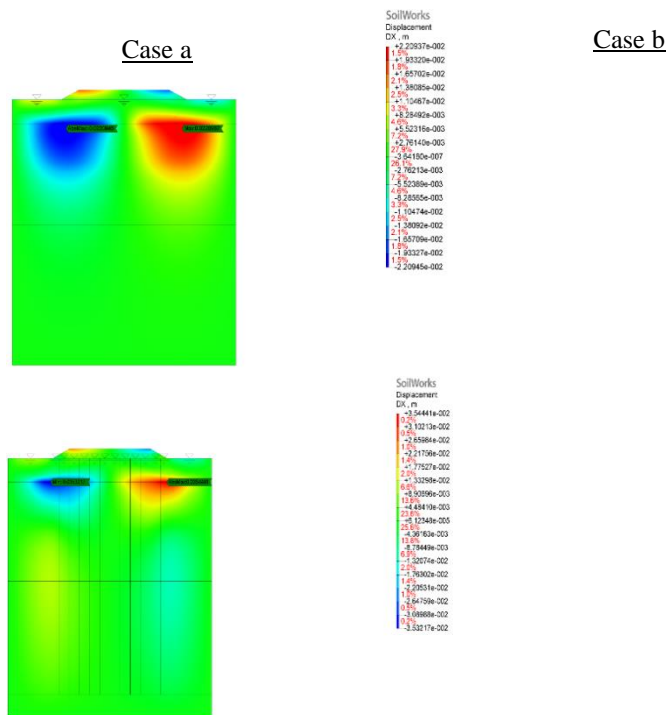 Case a
Case b
SoilWorks
Displacement
DX , m
+2.20937e-002
1.5%
+1.93320e-002
1.8%
+1.65702e-002
2.1%
+1.38085e-002
2.5%
+1.10467e-002
3.3%
+8.28492e-003
4.6%
+5.52316e-003
7.2%
+2.76140e-003
27.9%
-3.64160e-007
26.1%
-2.76213e-003
7.2%
-5.52389e-003
4.6%
-8.28565e-003
3.3%
-1.10474e-002
2.5%
-1.38092e-002
2.1%
-1.65709e-002
1.8%
-1.93327e-002
1.5%
-2.20945e-002
SoilWorks
Displacement
DX , m
+3.54441e-002
0.2%
+3.10213e-002
0.5%
+2.65984e-002
1.0%
+2.21756e-002
1.4%
+1.77527e-002
2.0%
+1.33298e-002
6.8%
+8.90696e-003
13.6%
+4.48410e-003
23.6%
+6.12348e-005
25.6%
-4.36163e-003
13.8%
-8.78449e-003
6.9%
-1.32074e-002
2.0%
-1.76302e-002
1.4%
-2.20531e-002
1.0%
-2.64759e-002
0.5%
-3.08988e-002
0.2%
-3.53217e-002